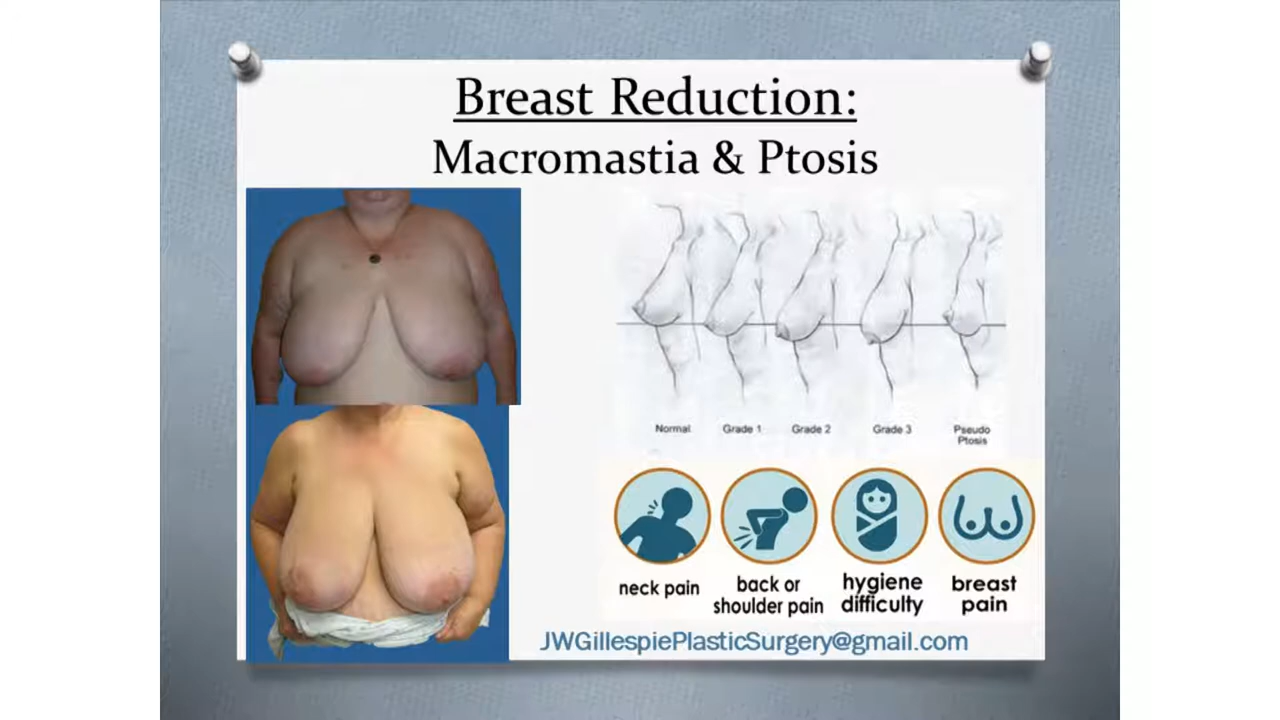 Breast Reduction:
Macromastia & Ptosis
Normal
Grade 1
Grade 2
Grade 3
Pseudo
Ptosis
neck pain
back or
shoulder pain
hygiene
difficulty
breast
pain
JWGillespiePlasticSurgery@gmail.com